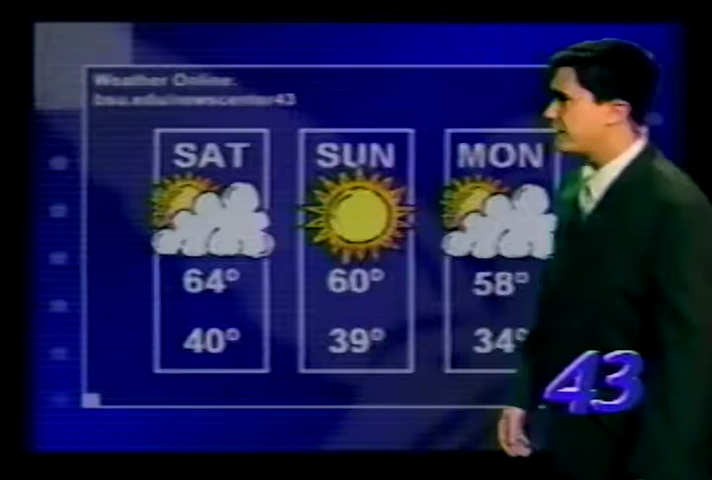 Weather Online:
bsu.edu/newscenter43
SAT SUN MON
64° 60° 58°
40° 39° 34°
43